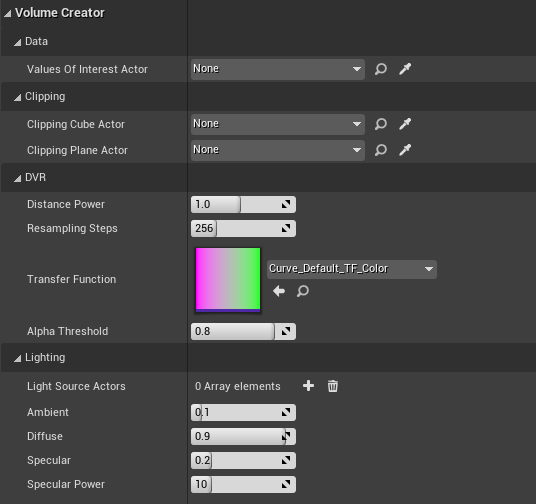 Volume Creator
Data
Values Of Interest Actor None
Clipping
Clipping Cube Actor None
Clipping Plane Actor None
DVR
Distance Power 1.0
Resampling Steps 256
Transfer Function Curve_Default_TF_Color
Alpha Threshold 0.8
Lighting
Light Source Actors 0 Array elements
Ambient 0.1
Diffuse 0.9
Specular 0.2
Specular Power 10